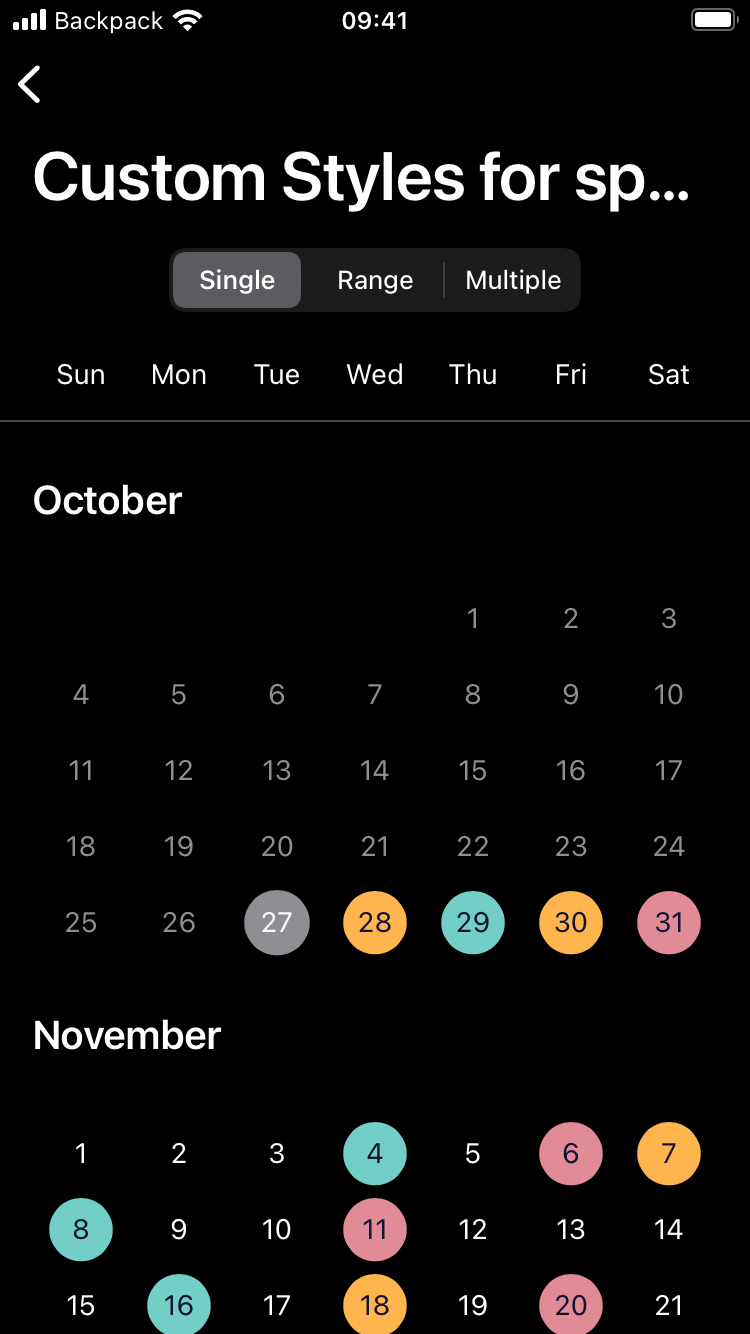 Backpack 09:41
Custom Styles for sp...
Single Range Multiple
Sun Mon Tue Wed Thu Fri Sat
October
1 2 3
4 5 6 7 8 9 10
11 12 13 14 15 16 17
18 19 20 21 22 23 24
25 26 27 28 29 30 31
November
1 2 3 4 5 6 7
8 9 10 11 12 13 14
15 16 17 18 19 20 21